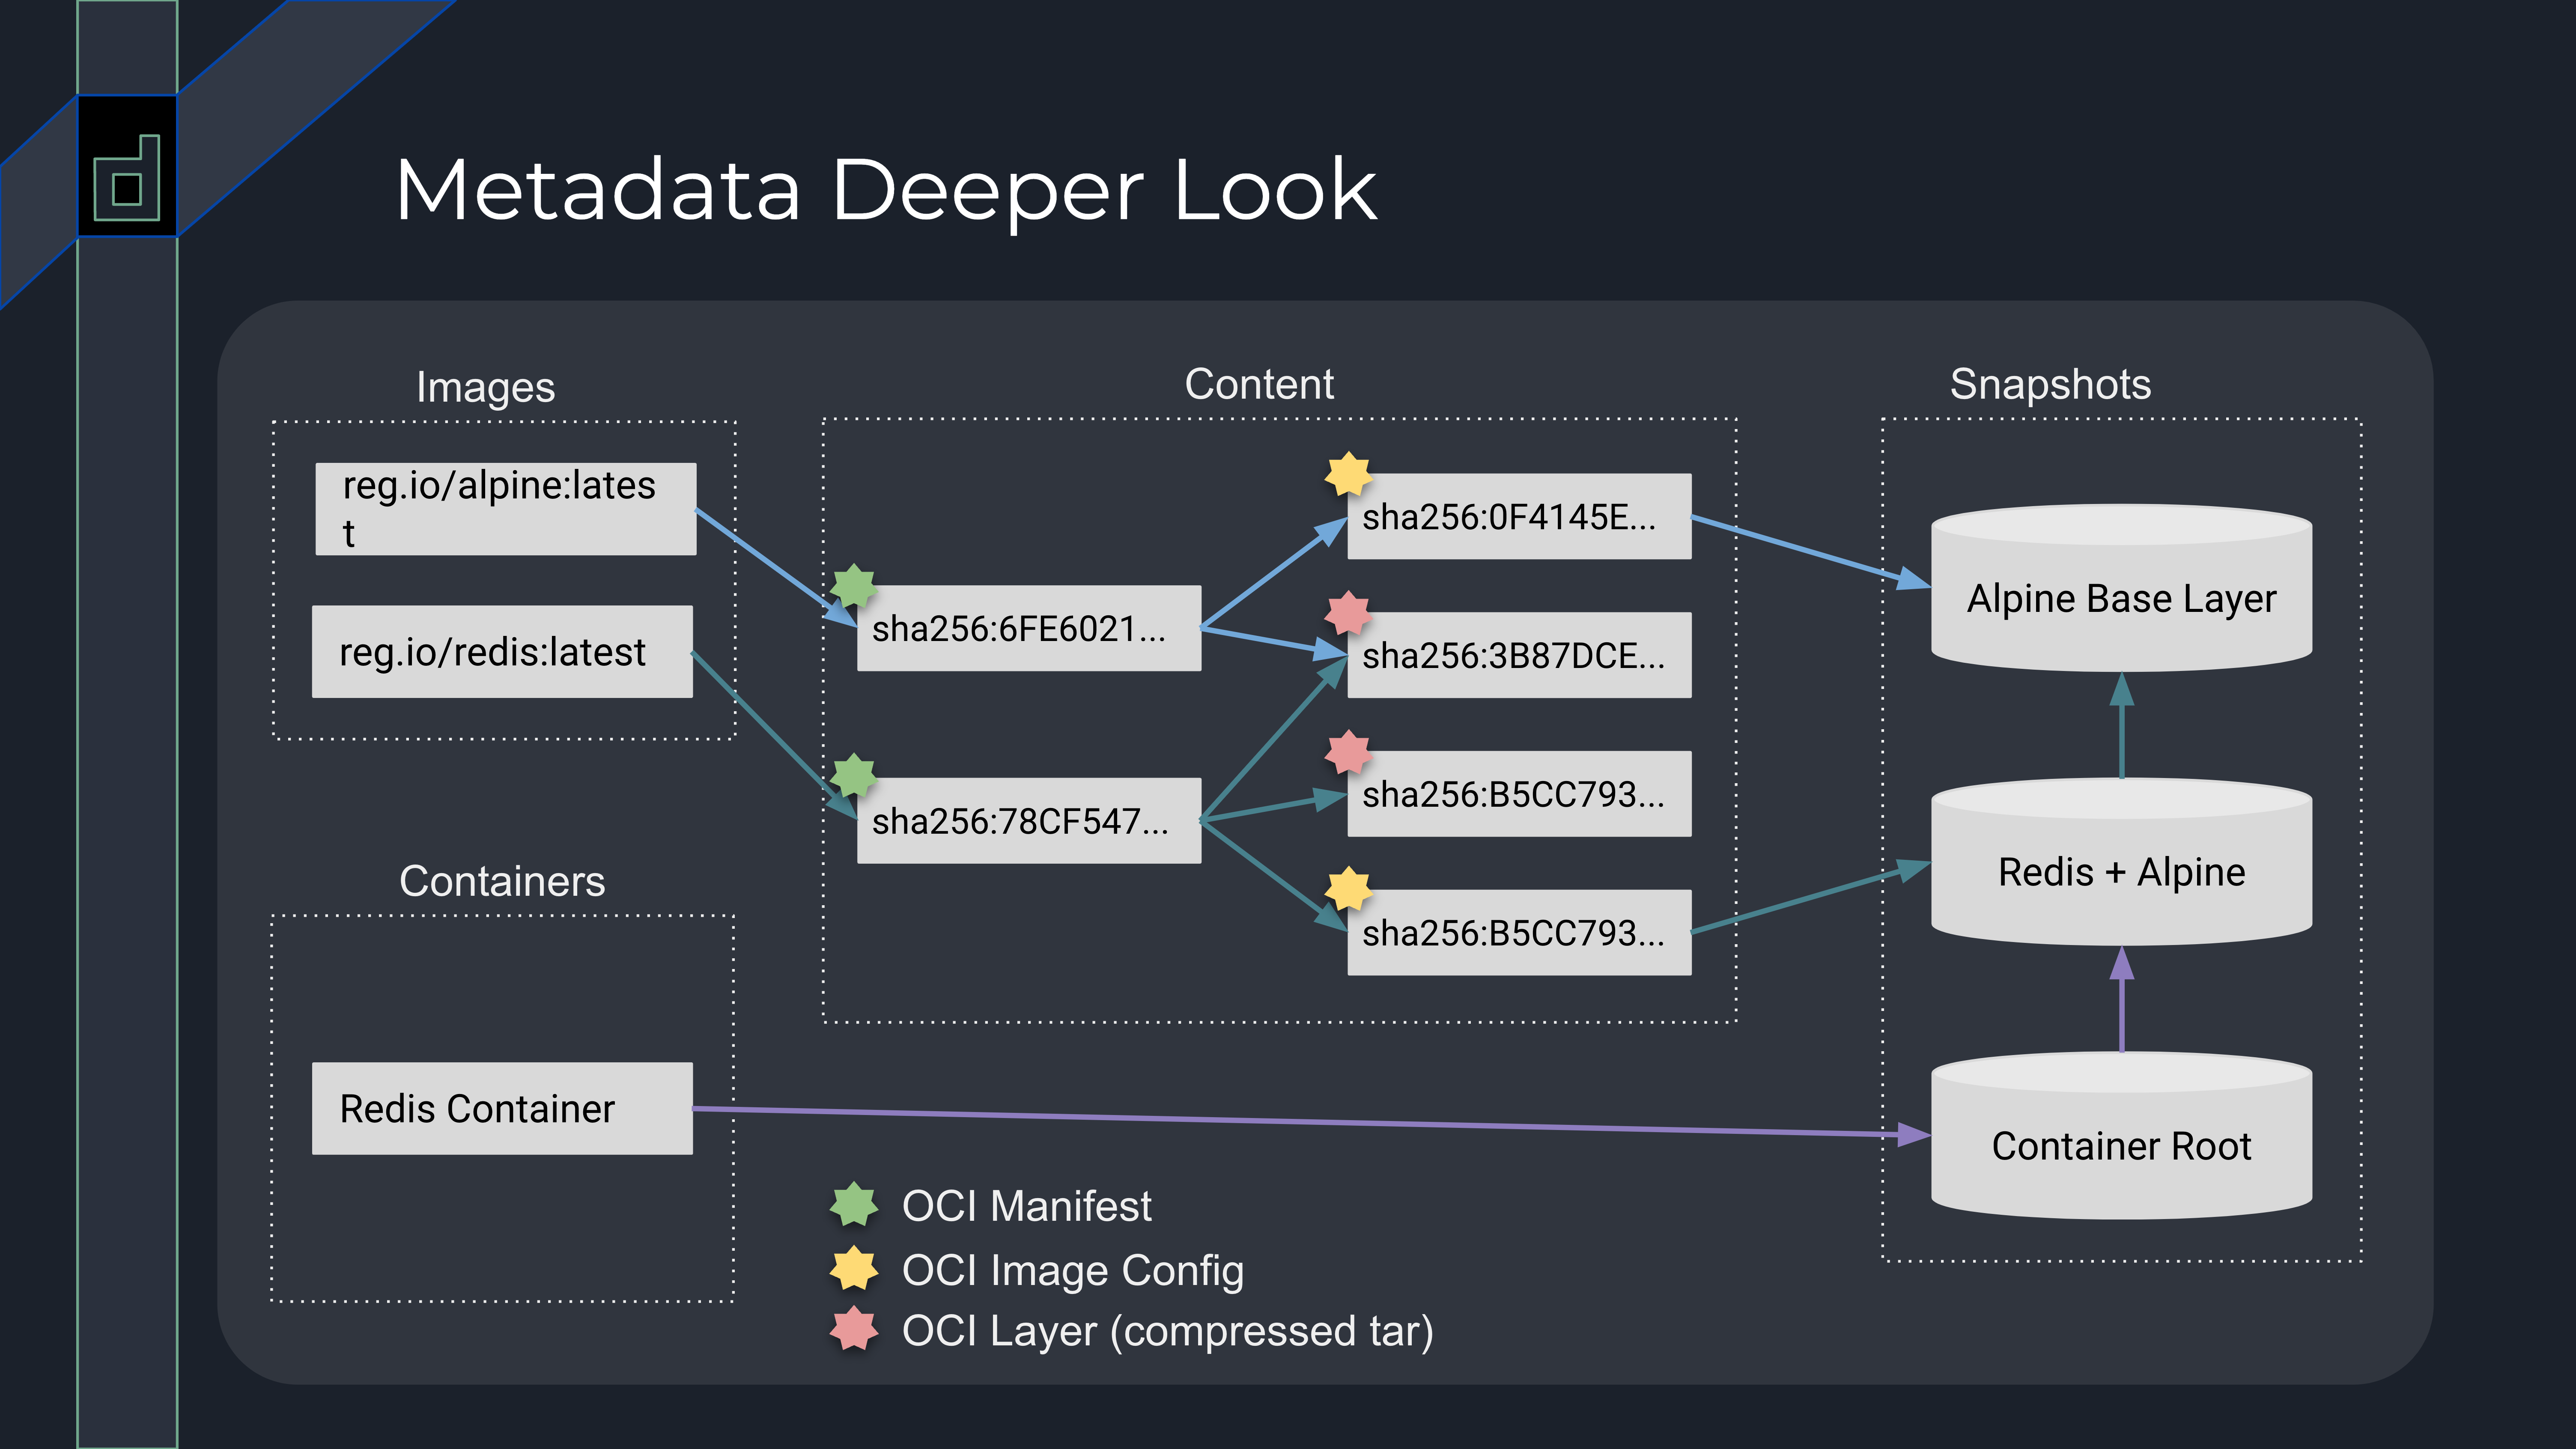 Metadata Deeper Look
Images
reg.io/alpine:lates
t
reg.io/redis:latest
Containers
Redis Container
Content
sha256:6FE6021...
sha256:78CF547...
sha256:0F4145E...
sha256:3B87DCE...
sha256:B5CC793...
sha256:B5CC793...
Snapshots
Alpine Base Layer
Redis + Alpine
Container Root
OCI Manifest
OCI Image Config
OCI Layer (compressed tar)